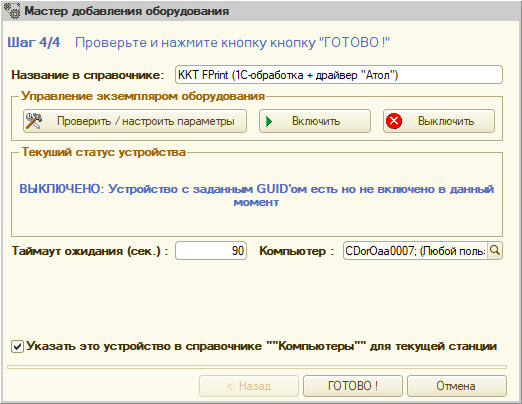 Мастер добавления оборудования
Шаг 4/4 Проверьте и нажмите кнопку кнопку "ГОТОВО !"
Название в справочнике: ККТ FPrint (1С-обработка + драйвер "Атол")
Управление экземпляром оборудования
Проверить / настроить параметры Включить Выключить
Текуший статус устройства
ВЫКЛЮЧЕНО: Устройство с заданным GUID'ом есть но не включено в данный
момент
Таймаут ожидания (сек.) : 90 Компьютер : CDorOaa0007; (Любой поль
Указать это устройство в справочнике ""Компьютеры"" для текущей станции
< Назад ГОТОВО ! Отмена